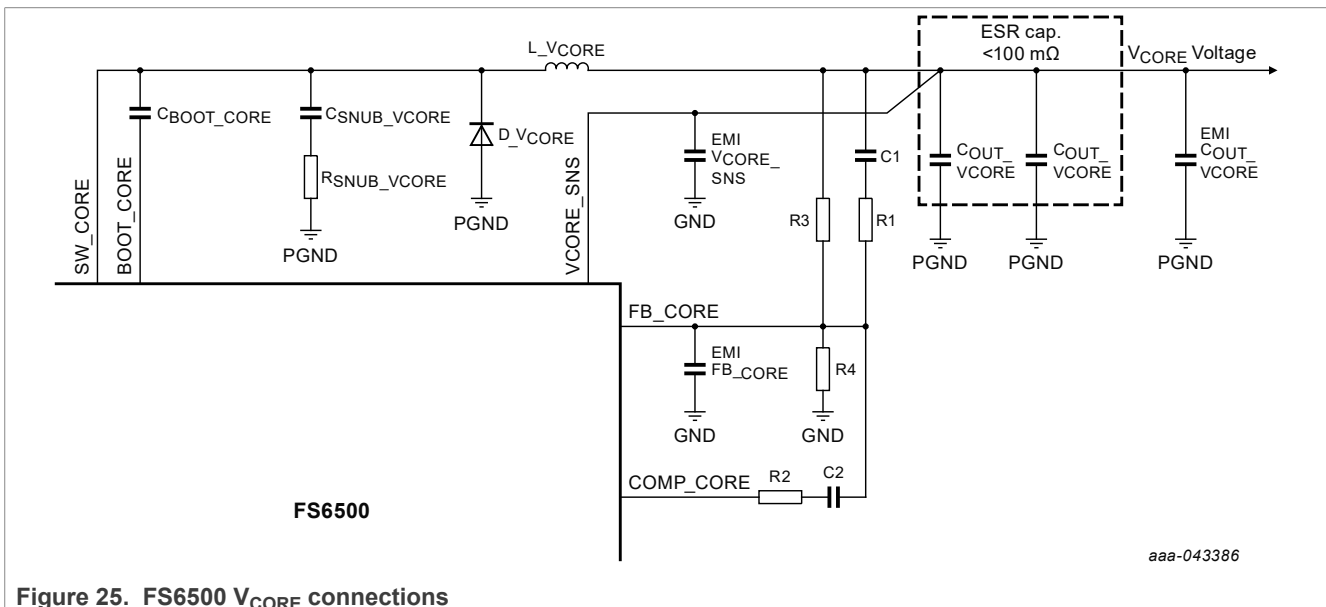 ESR cap.
<100 mΩ
L_VCORE
VCORE Voltage
CBOOT_CORE
CSNUB_VCORE
D_VCORE
EMI
VCORE_
SNS
C1
COUT_
VCORE
COUT_
VCORE
EMI
COUT_
VCORE
RSNUB_VCORE
SW_CORE
BOOT_CORE
VCORE_SNS
PGND
PGND
GND
R3
R1
PGND
PGND
PGND
FB_CORE
EMI
FB_CORE
R4
GND
GND
COMP_CORE
R2
C2
FS6500
aaa-043386
Figure 25. FS6500 VCORE connections